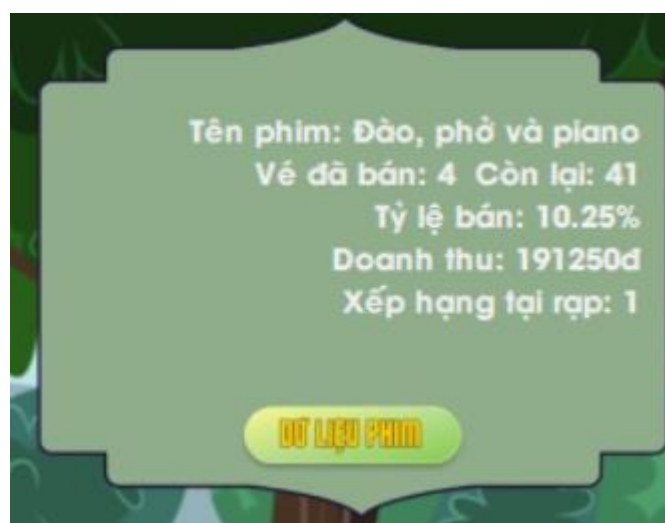 Tên phim: Đào, phở và piano
Vé đã bán: 4 Còn lại: 41
Tỷ lệ bán: 10.25%
Doanh thu: 191250đ
Xếp hạng tại rạp: 1
DỮ LIỆU PHIM